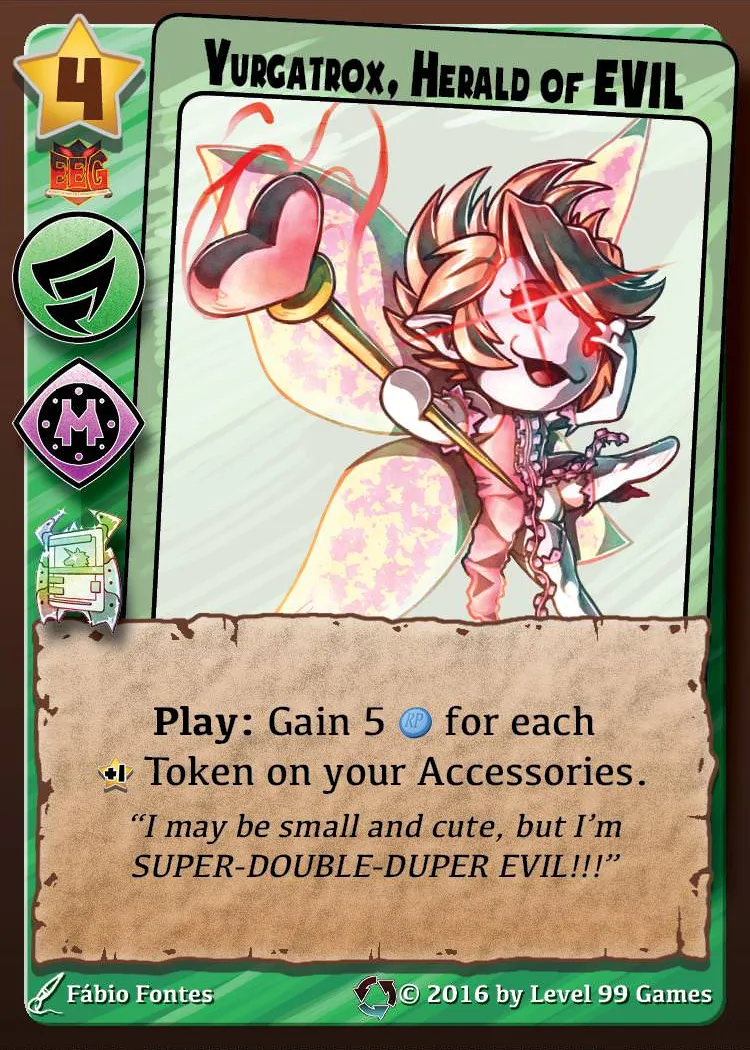 4
YURGATROX, HERALD OF EVIL
EEG
M
Play: Gain 5 RP for each
+1 Token on your Accessories.
“I may be small and cute, but I’m
SUPER-DOUBLE-DUPER EVIL!!!”
Fábio Fontes
© 2016 by Level 99 Games